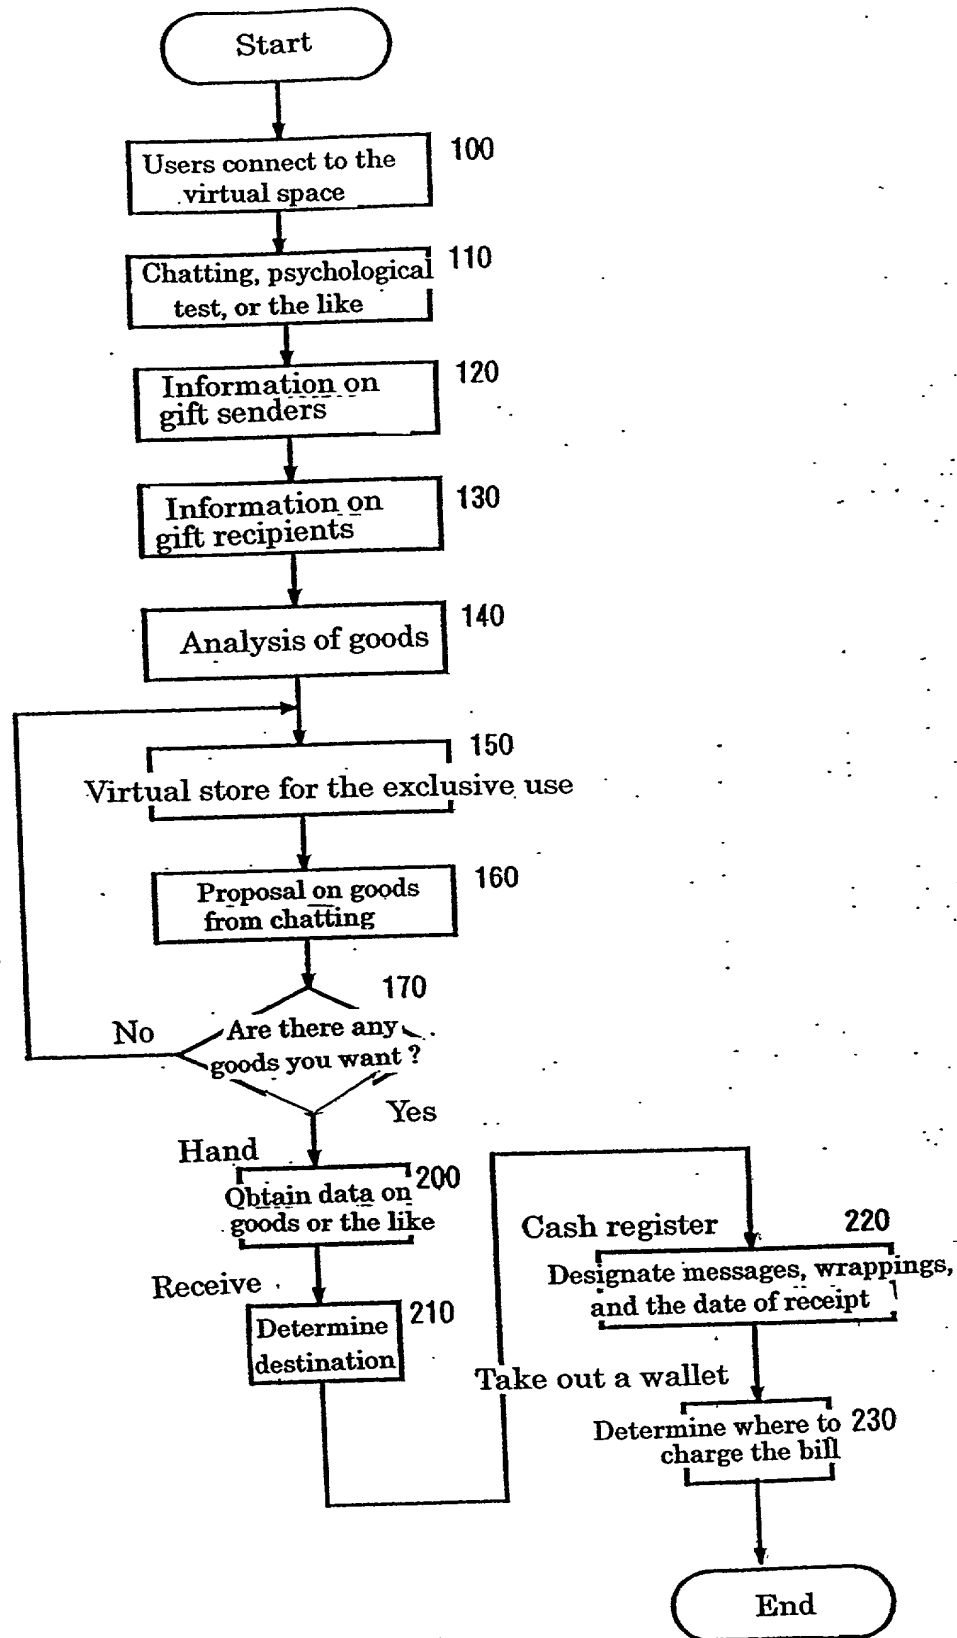 Start
100
Users connect to the
virtual space
110
Chatting, psychological
test, or the like
120
Information on
gift senders
130
Information on
gift recipients
140
Analysis of goods
150
Virtual store for the exclusive use
160
Proposal on goods
from chatting
170
No
Are there any
goods you want ?
Yes
Hand
200
Obtain data on
goods or the like
Receive
210
Determine
destination
Cash register
220
Designate messages, wrappings,
and the date of receipt
Take out a wallet
230
Determine where to
charge the bill
End